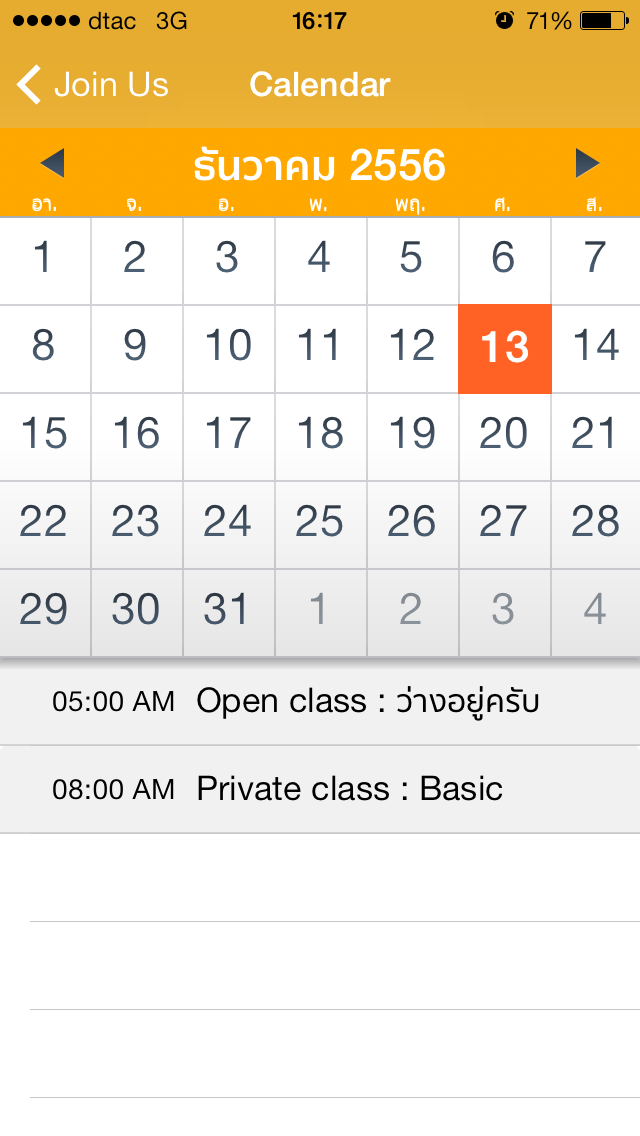 dtac 3G 16:17 71%
Join Us Calendar
ธันวาคม 2556
อา. จ. อ. พ. พฤ. ศ. ส.
1 2 3 4 5 6 7
8 9 10 11 12 13 14
15 16 17 18 19 20 21
22 23 24 25 26 27 28
29 30 31 1 2 3 4
05:00 AM Open class : ว่างอยู่ครับ
08:00 AM Private class : Basic